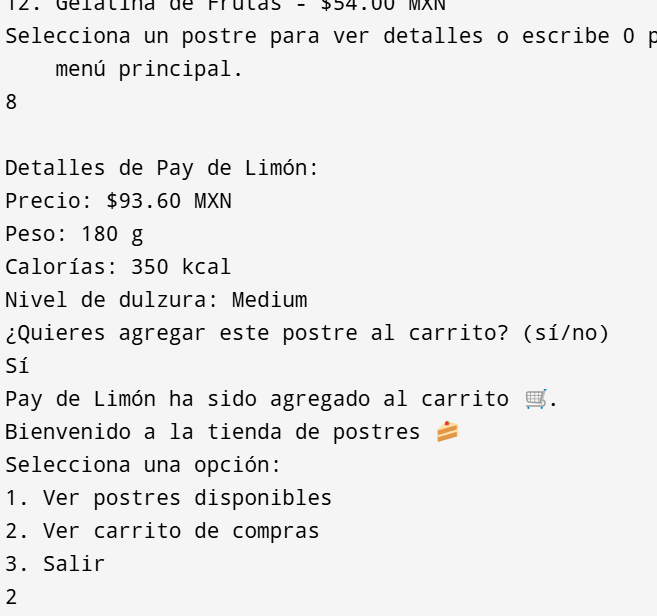 12. Gelatina de Frutas - $54.00 MXN
Selecciona un postre para ver detalles o escribe 0
menú principal.
8
Detalles de Pay de Limón:
Precio: $93.60 MXN
Peso: 180 g
Calorías: 350 kcal
Nivel de dulzura: Medium
¿Quieres agregar este postre al carrito? (sí/no)
Sí
Pay de Limón ha sido agregado al carrito 🛒.
Bienvenido a la tienda de postres 🍰
Selecciona una opción:
1. Ver postres disponibles
2. Ver carrito de compras
3. Salir
2